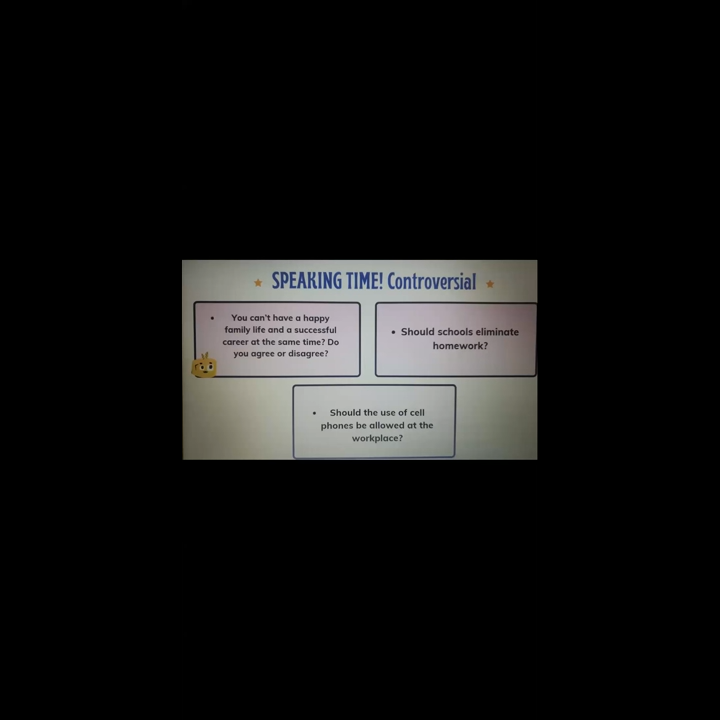 SPEAKING TIME! Controversial
• You can't have a happy
family life and a successful
career at the same time? Do
you agree or disagree?
• Should schools eliminate
homework?
• Should the use of cell
phones be allowed at the
workplace?